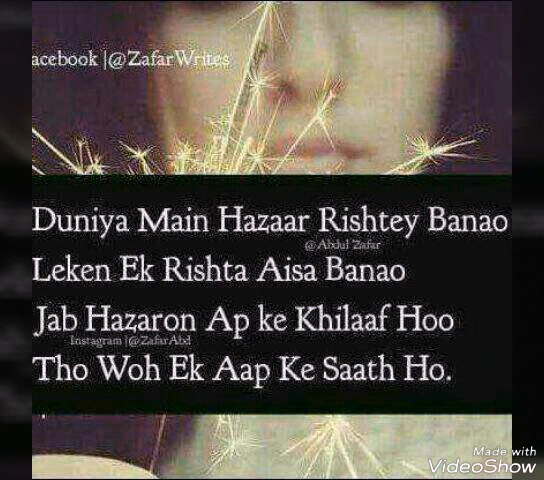 acebook |@ZafarWrites
Duniya Main Hazaar Rishtey Banao
@Abdul Zafar
Leken Ek Rishta Aisa Banao
Jab Hazaron Ap ke Khilaaf Hoo
Instagram |@ZafarAbd
Tho Woh Ek Aap Ke Saath Ho.
Made with
VideoShow